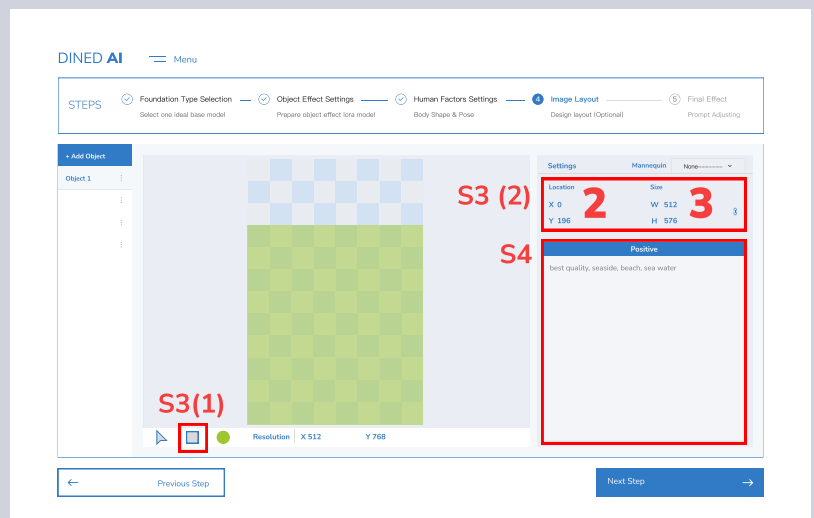 DINED AI
Menu
STEPS
Foundation Type Selection
Object Effect Settings
Human Factors Settings
4
Image Layout
5
Final Effect
Select one ideal base model
Prepare object effect lora model
Body Shape & Pose
Design layout (Optional)
Prompt Adjusting
+ Add Object
Object 1
Settings
Mannequin
None----------
Location
Size
X 0
W 512
Y 196
H 576
2
3
S3 (2)
S4
Positive
best quality, seaside, beach, sea water
S3(1)
Resolution
X 512
Y 768
Previous Step
Next Step